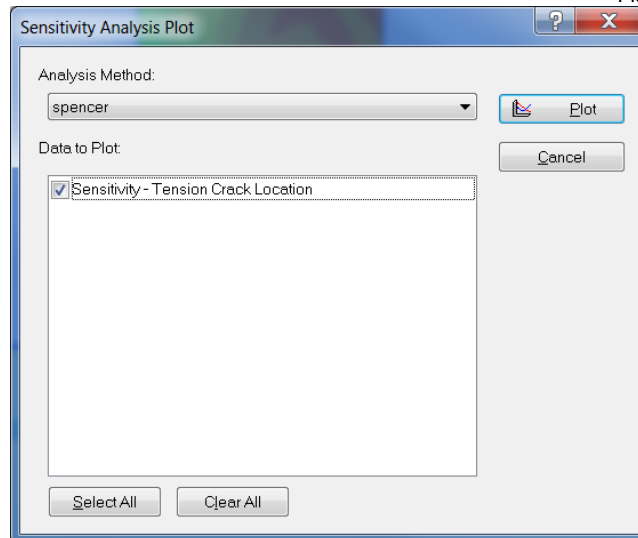 Sensitivity Analysis Plot
Analysis Method:
spencer
Plot
Data to Plot:
Cancel
Sensitivity - Tension Crack Location
Select All
Clear All